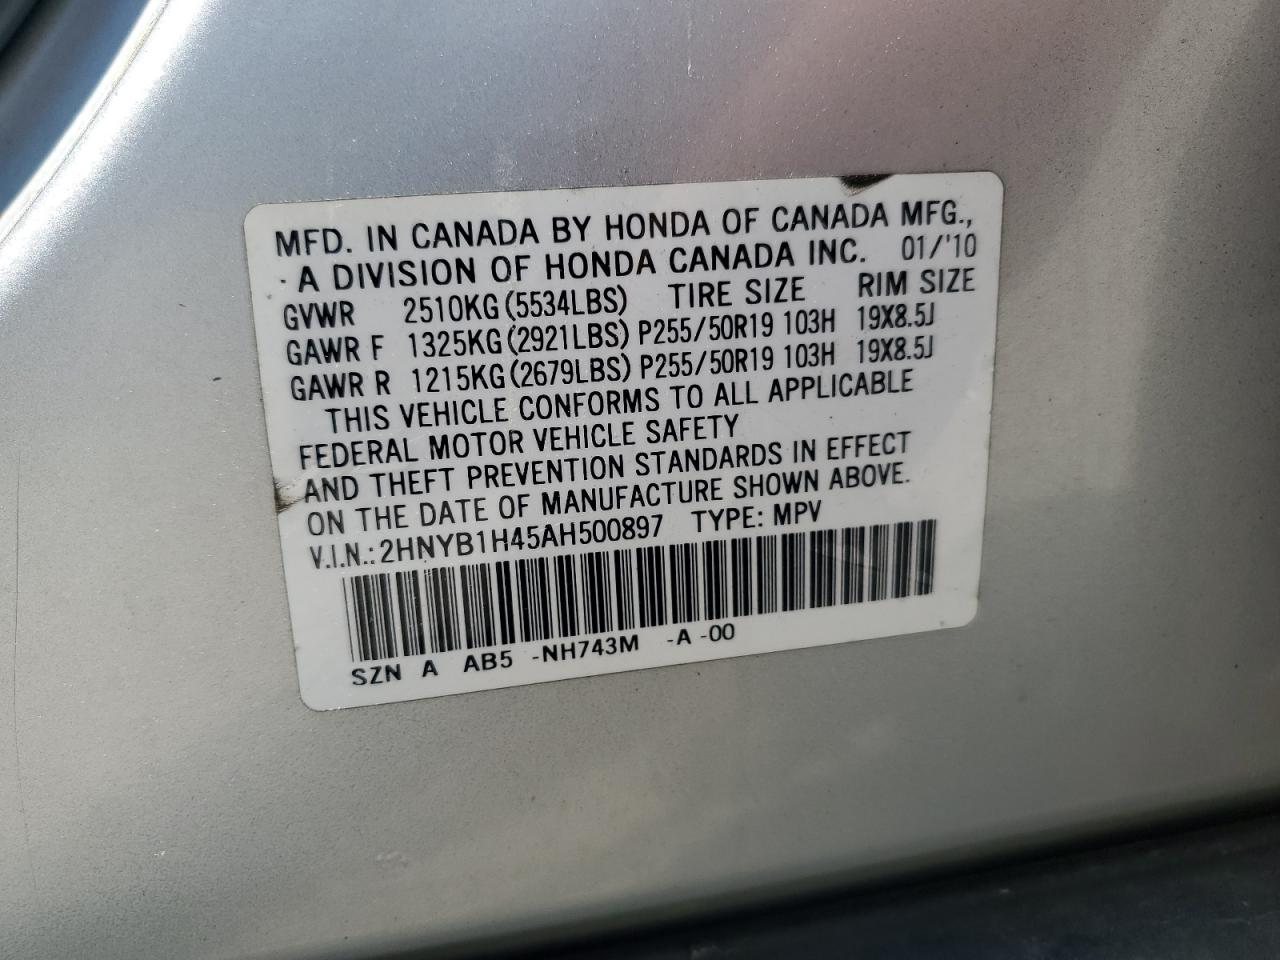 MFD. IN CANADA BY HONDA OF CANADA MFG.,
A DIVISION OF HONDA CANADA INC. 01/'10
GVWR 2510KG(5534LBS) TIRE SIZE RIM SIZE
GAWR F 1325KG(2921LBS) P255/50R19 103H 19X8.5J
GAWR R 1215KG(2679LBS) P255/50R19 103H 19X8.5J
THIS VEHICLE CONFORMS TO ALL APPLICABLE
FEDERAL MOTOR VEHICLE SAFETY
AND THEFT PREVENTION STANDARDS IN EFFECT
ON THE DATE OF MANUFACTURE SHOWN ABOVE.
V.I.N.: 2HNYB1H45AH500897 TYPE: MPV
SZN A AB5 -NH743M -A -00